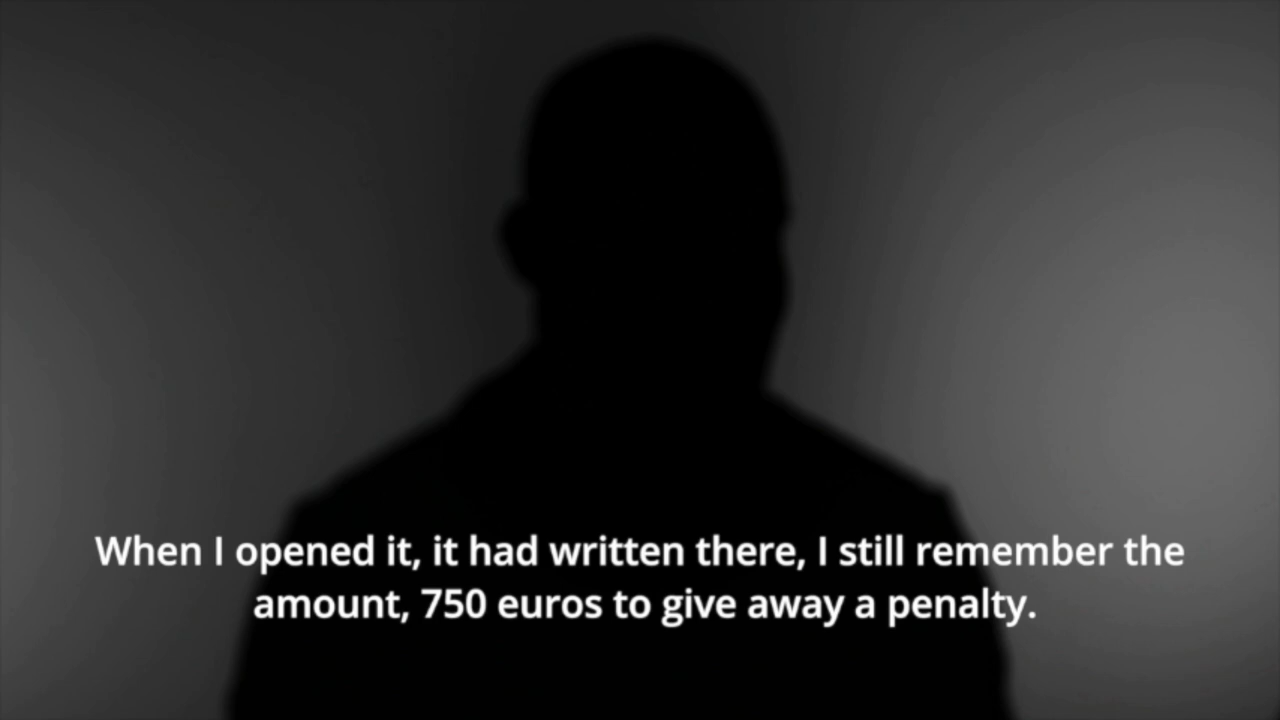 When I opened it, it had written there, I still remember the
amount, 750 euros to give away a penalty.